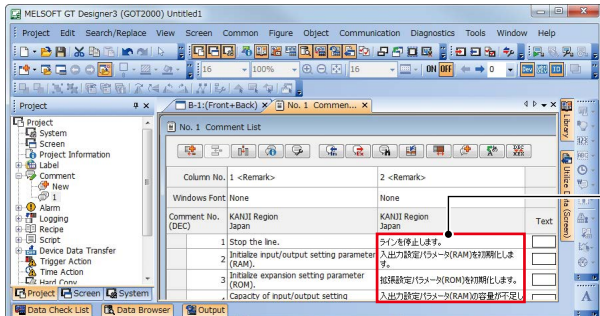 MELSOFT GT Designer3 (GOT2000) Untitled1
Project Edit Search/Replace View Screen Common Figure Object Communication Diagnostics Tools Window Help
16 100% 16 ON OFF 0
Project
B-1:(Front+Back) No. 1 Commen...
Project
System
Screen
Project Information
Label
Comment
New
1
Alarm
Logging
Recipe
Script
Device Data Transfer
Trigger Action
Time Action
Hard Copy
Project Screen System
No. 1 Comment List
Column No. 1 <Remark> 2 <Remark>
Windows Font None None
Comment No. (DEC) KANJI Region Japan KANJI Region Japan Text
1 Stop the line. ラインを停止します。
2 Initialize input/output setting parameter (RAM). 入出力設定パラメータ(RAM)を初期化します。
3 Initialize expansion setting parameter (ROM). 拡張設定パラメータ(ROM)を初期化します。
4 Capacity of input/output setting 入出力設定パラメータ(RAM)の容量が不足し
Library
Data Check List Data Browser Output